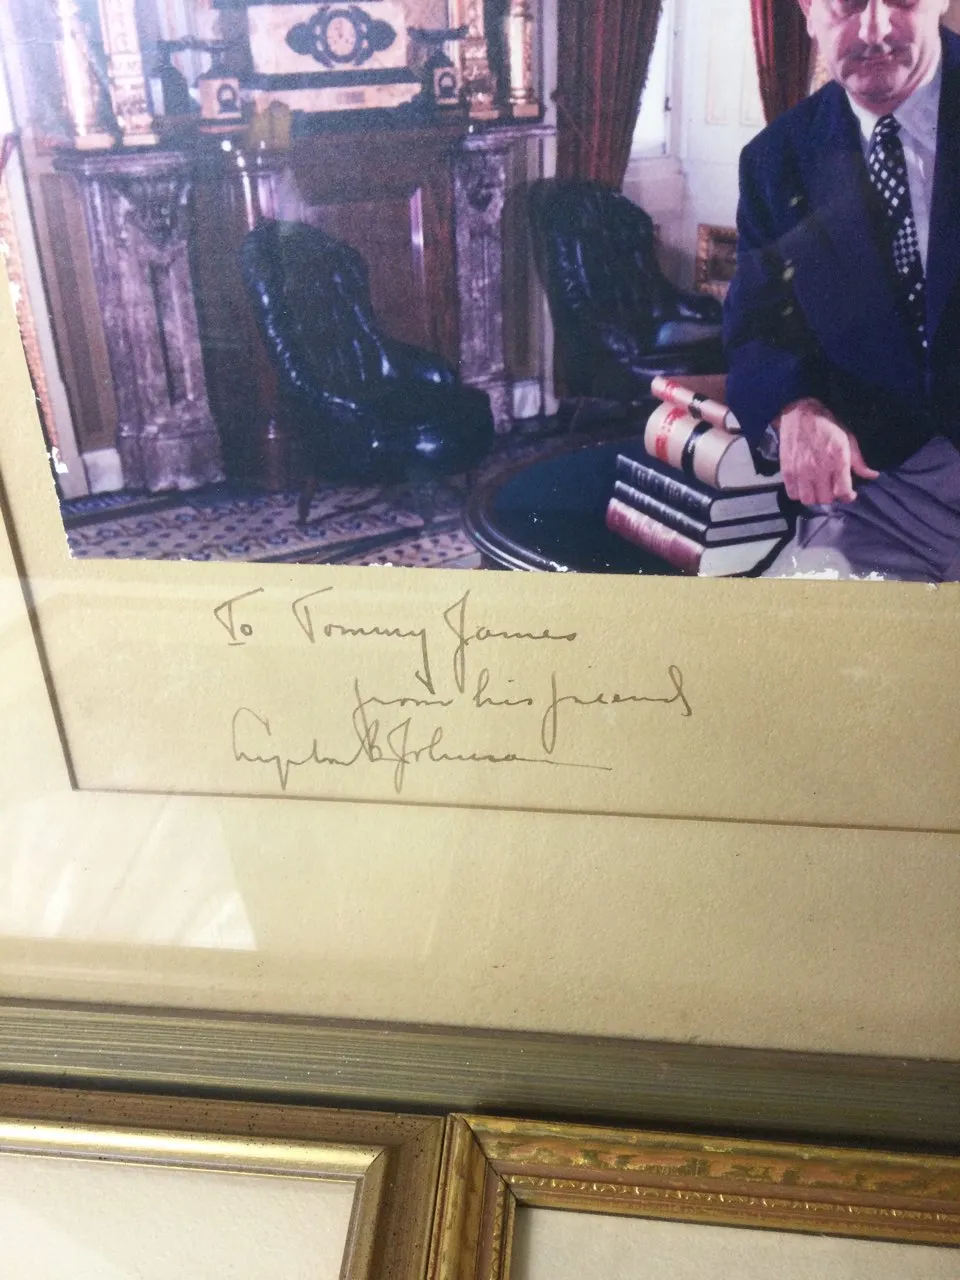 To Tommy James
from his friend
Lyndon B Johnson